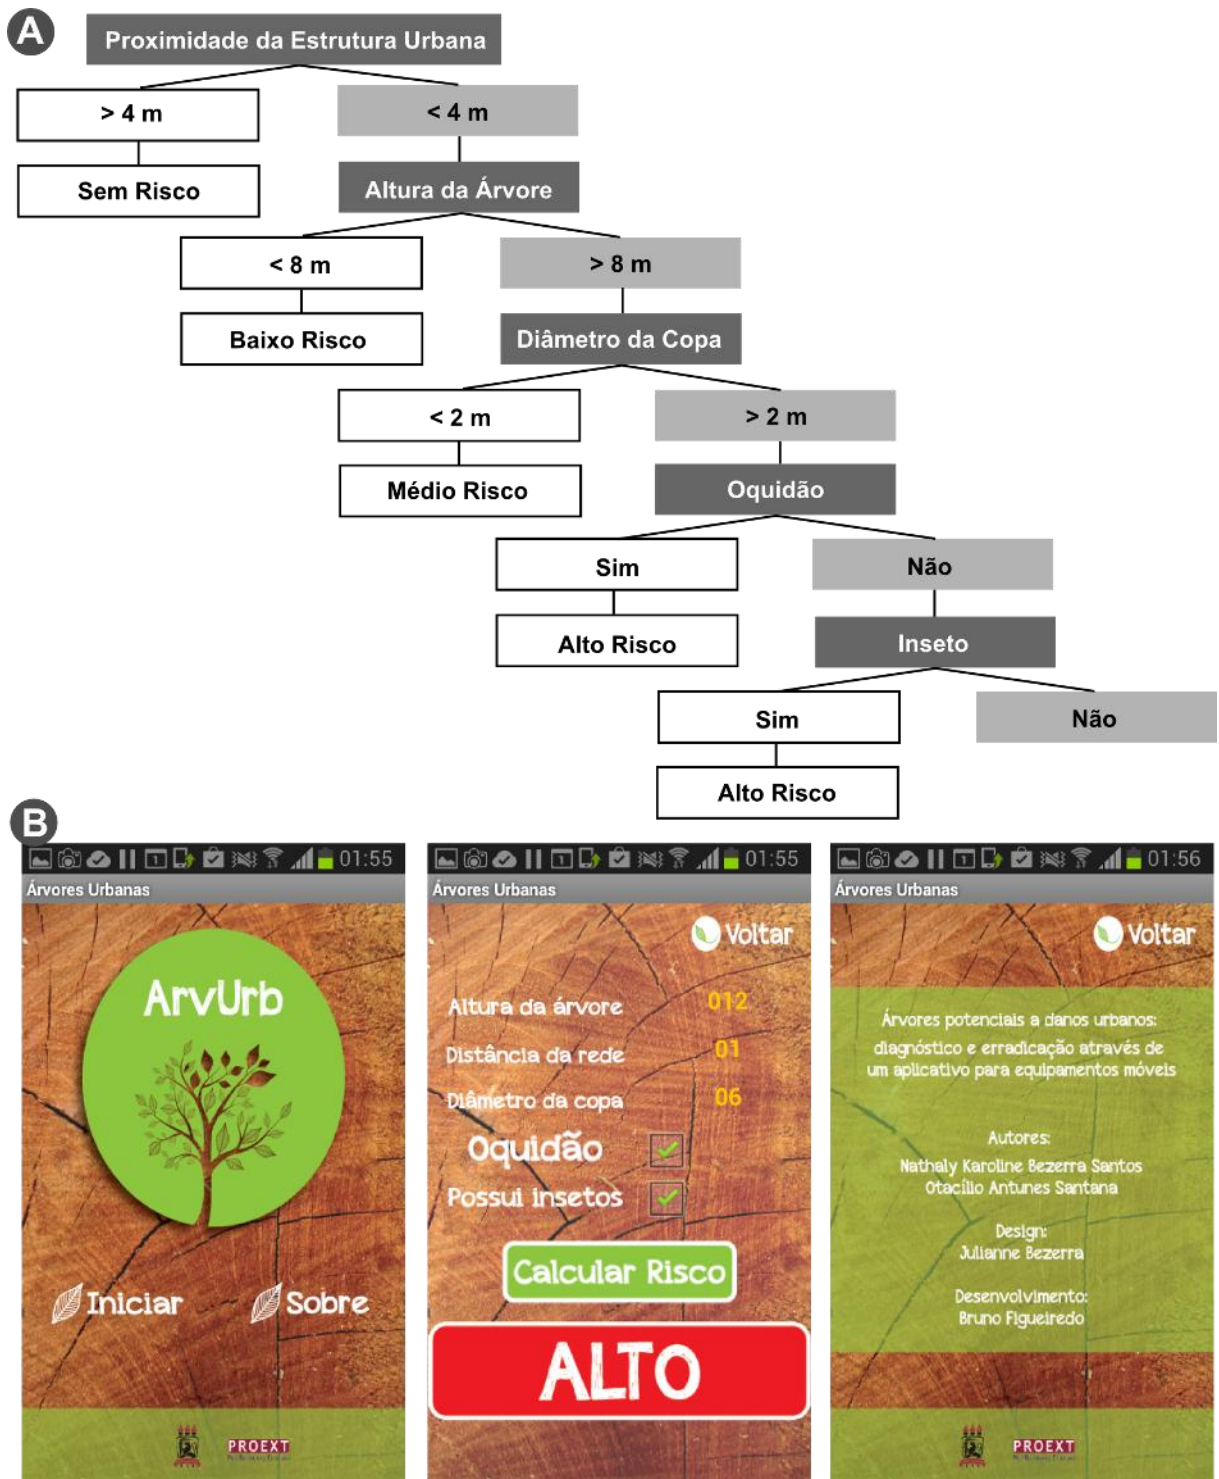 A
Proximidade da Estrutura Urbana
> 4 m
< 4 m
Sem Risco
Altura da Árvore
< 8 m
> 8 m
Baixo Risco
Diâmetro da Copa
< 2 m
> 2 m
Médio Risco
Oquidão
Sim
Não
Alto Risco
Inseto
Sim
Não
Alto Risco
B
01:55
Árvores Urbanas
ArvUrb
Iniciar
Sobre
PROEXT
01:55
Árvores Urbanas
Voltar
Altura da árvore 012
Distância da rede 01
Diâmetro da copa 06
Oquidão
Possui insetos
Calcular Risco
ALTO
01:56
Árvores Urbanas
Voltar
Árvores potenciais a danos urbanos:
diagnóstico e erradicação através de
um aplicativo para equipamentos móveis
Autores:
Nathaly Karoline Bezerra Santos
Otacílio Antunes Santana
Design:
Julianne Bezerra
Desenvolvimento:
Bruno Figueiredo
PROEXT